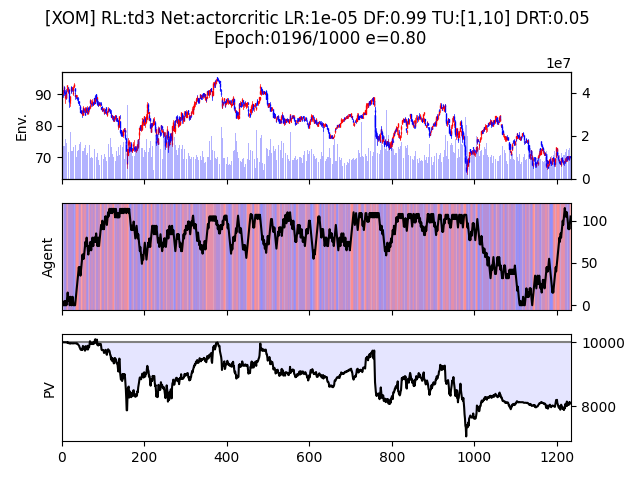 [XOM] RL:td3 Net:actorcritic LR:1e-05 DF:0.99 TU:[1,10] DRT:0.05
Epoch:0196/1000 e=0.80
1e7
Env.
90
80
70
4
2
0
Agent
100
50
0
PV
10000
8000
0 200 400 600 800 1000 1200